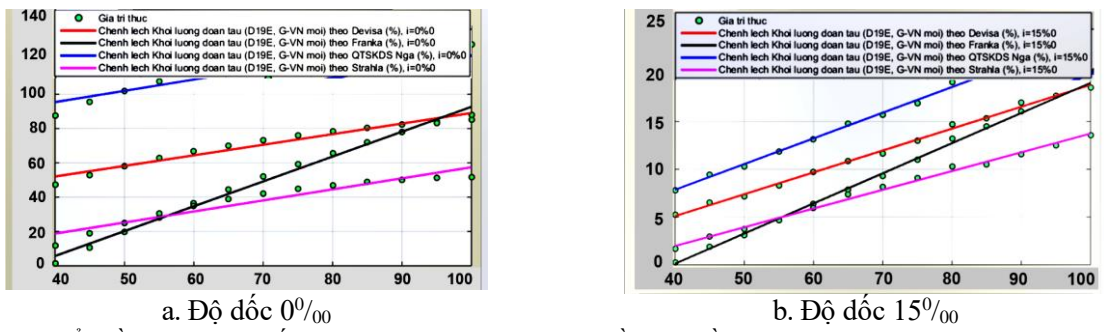 140
120
100
80
60
40
20
0
40 50 60 70 80 90 100
Gia tri thuc
Chenh lech Khoi luong doan tau (D19E, G-VN moi) theo Devisa (%), i=0%0
Chenh lech Khoi luong doan tau (D19E, G-VN moi) theo Franka (%), i=0%0
Chenh lech Khoi luong doan tau (D19E, G-VN moi) theo QTSKDS Nga (%), i=0%0
Chenh lech Khoi luong doan tau (D19E, G-VN moi) theo Strahla (%), i=0%0
a. Độ dốc 0⁰/₀₀
25
20
15
10
5
0
40 50 60 70 80 90 100
Gia tri thuc
Chenh lech Khoi luong doan tau (D19E, G-VN moi) theo Devisa (%), i=15%0
Chenh lech Khoi luong doan tau (D19E, G-VN moi) theo Franka (%), i=15%0
Chenh lech Khoi luong doan tau (D19E, G-VN moi) theo QTSKDS Nga (%), i=15%0
Chenh lech Khoi luong doan tau (D19E, G-VN moi) theo Strahla (%), i=15%0
b. Độ dốc 15⁰/₀₀